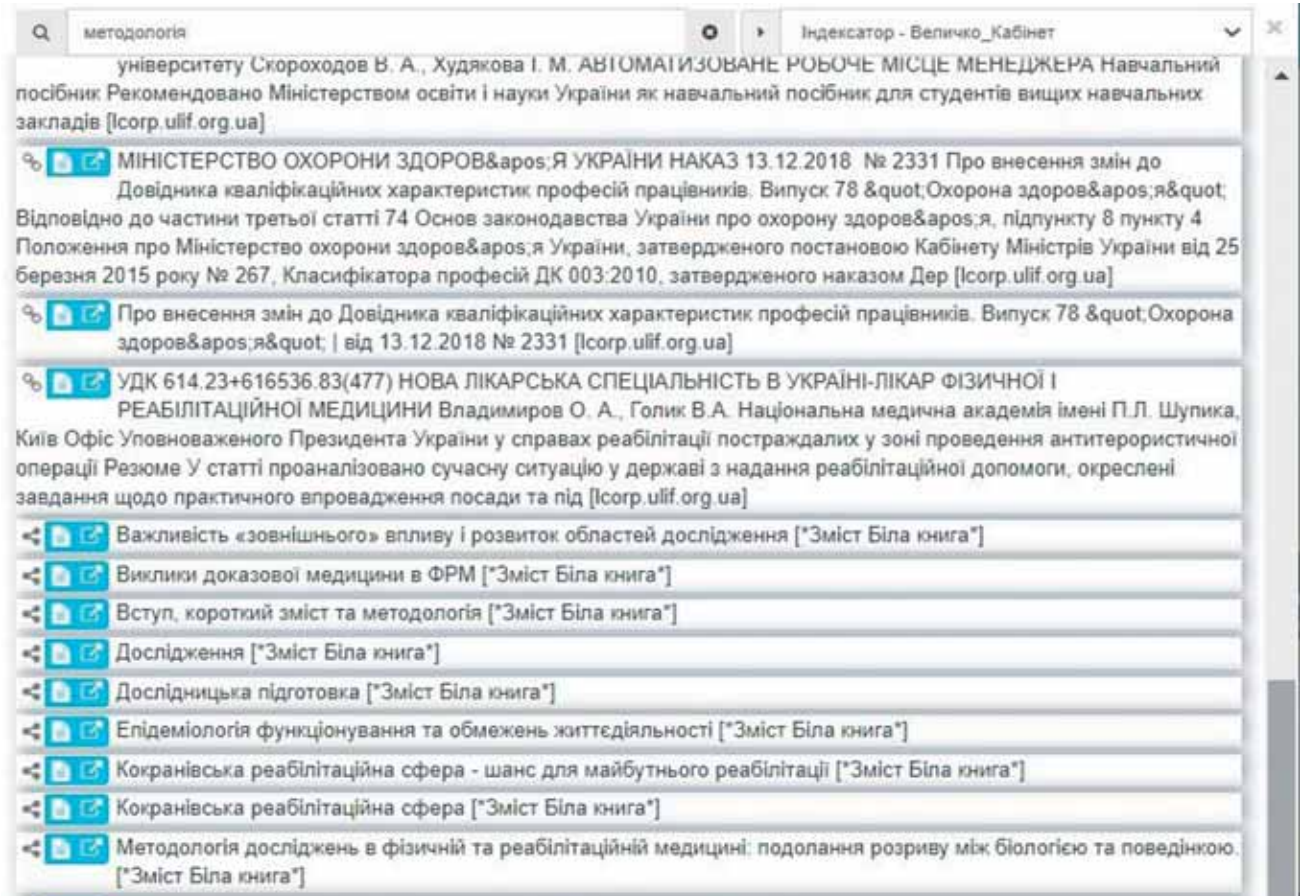 методологія
Індексатор - Величко_Кабінет
університету Скороходов В. А., Худякова І. М. АВТОМАТИЗОВАНЕ РОБОЧЕ МІСЦЕ МЕНЕДЖЕРА Навчальний
посібник Рекомендовано Міністерством освіти і науки України як навчальний посібник для студентів вищих навчальних
закладів [lcorp.ulif.org.ua]
МІНІСТЕРСТВО ОХОРОНИ ЗДОРОВ&apos;Я УКРАЇНИ НАКАЗ 13.12.2018 № 2331 Про внесення змін до
Довідника кваліфікаційних характеристик професій працівників. Випуск 78 &quot;Охорона здоров&apos;я&quot;
Відповідно до частини третьої статті 74 Основ законодавства України про охорону здоров&apos;я, підпункту 8 пункту 4
Положення про Міністерство охорони здоров&apos;я України, затвердженого постановою Кабінету Міністрів України від 25
березня 2015 року № 267, Класифікатора професій ДК 003:2010, затвердженого наказом Дер [lcorp.ulif.org.ua]
Про внесення змін до Довідника кваліфікаційних характеристик професій працівників. Випуск 78 &quot;Охорона
здоров&apos;я&quot; | від 13.12.2018 № 2331 [lcorp.ulif.org.ua]
УДК 614.23+616536.83(477) НОВА ЛІКАРСЬКА СПЕЦІАЛЬНІСТЬ В УКРАЇНІ-ЛІКАР ФІЗИЧНОЇ І
РЕАБІЛІТАЦІЙНОЇ МЕДИЦИНИ Владимиров О. А., Голик В.А. Національна медична академія імені П.Л. Шупика,
Київ Офіс Уповноваженого Президента України у справах реабілітації постраждалих у зоні проведення антитерористичної
операції Резюме У статті проаналізовано сучасну ситуацію у державі з надання реабілітаційної допомоги, окреслені
завдання щодо практичного впровадження посади та під [lcorp.ulif.org.ua]
Важливість «зовнішнього» впливу і розвиток областей дослідження [*Зміст Біла книга*]
Виклики доказової медицини в ФРМ [*Зміст Біла книга*]
Вступ, короткий зміст та методологія [*Зміст Біла книга*]
Дослідження [*Зміст Біла книга*]
Дослідницька підготовка [*Зміст Біла книга*]
Епідеміологія функціонування та обмежень життєдіяльності [*Зміст Біла книга*]
Кокранівська реабілітаційна сфера - шанс для майбутнього реабілітації [*Зміст Біла книга*]
Кокранівська реабілітаційна сфера [*Зміст Біла книга*]
Методологія досліджень в фізичній та реабілітаційній медицині: подолання розриву між біологією та поведінкою.
[*Зміст Біла книга*]